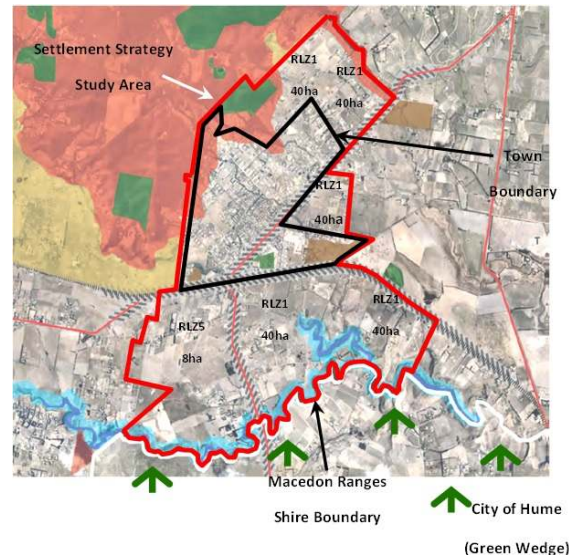 Settlement Strategy
Study Area
RLZ1
40ha
RLZ1
40ha
Town
Boundary
RLZ1
40ha
RLZ5
8ha
RLZ1
40ha
RLZ1
40ha
T
Macedon Ranges
Shire Boundary
City of Hume
(Green Wedge)